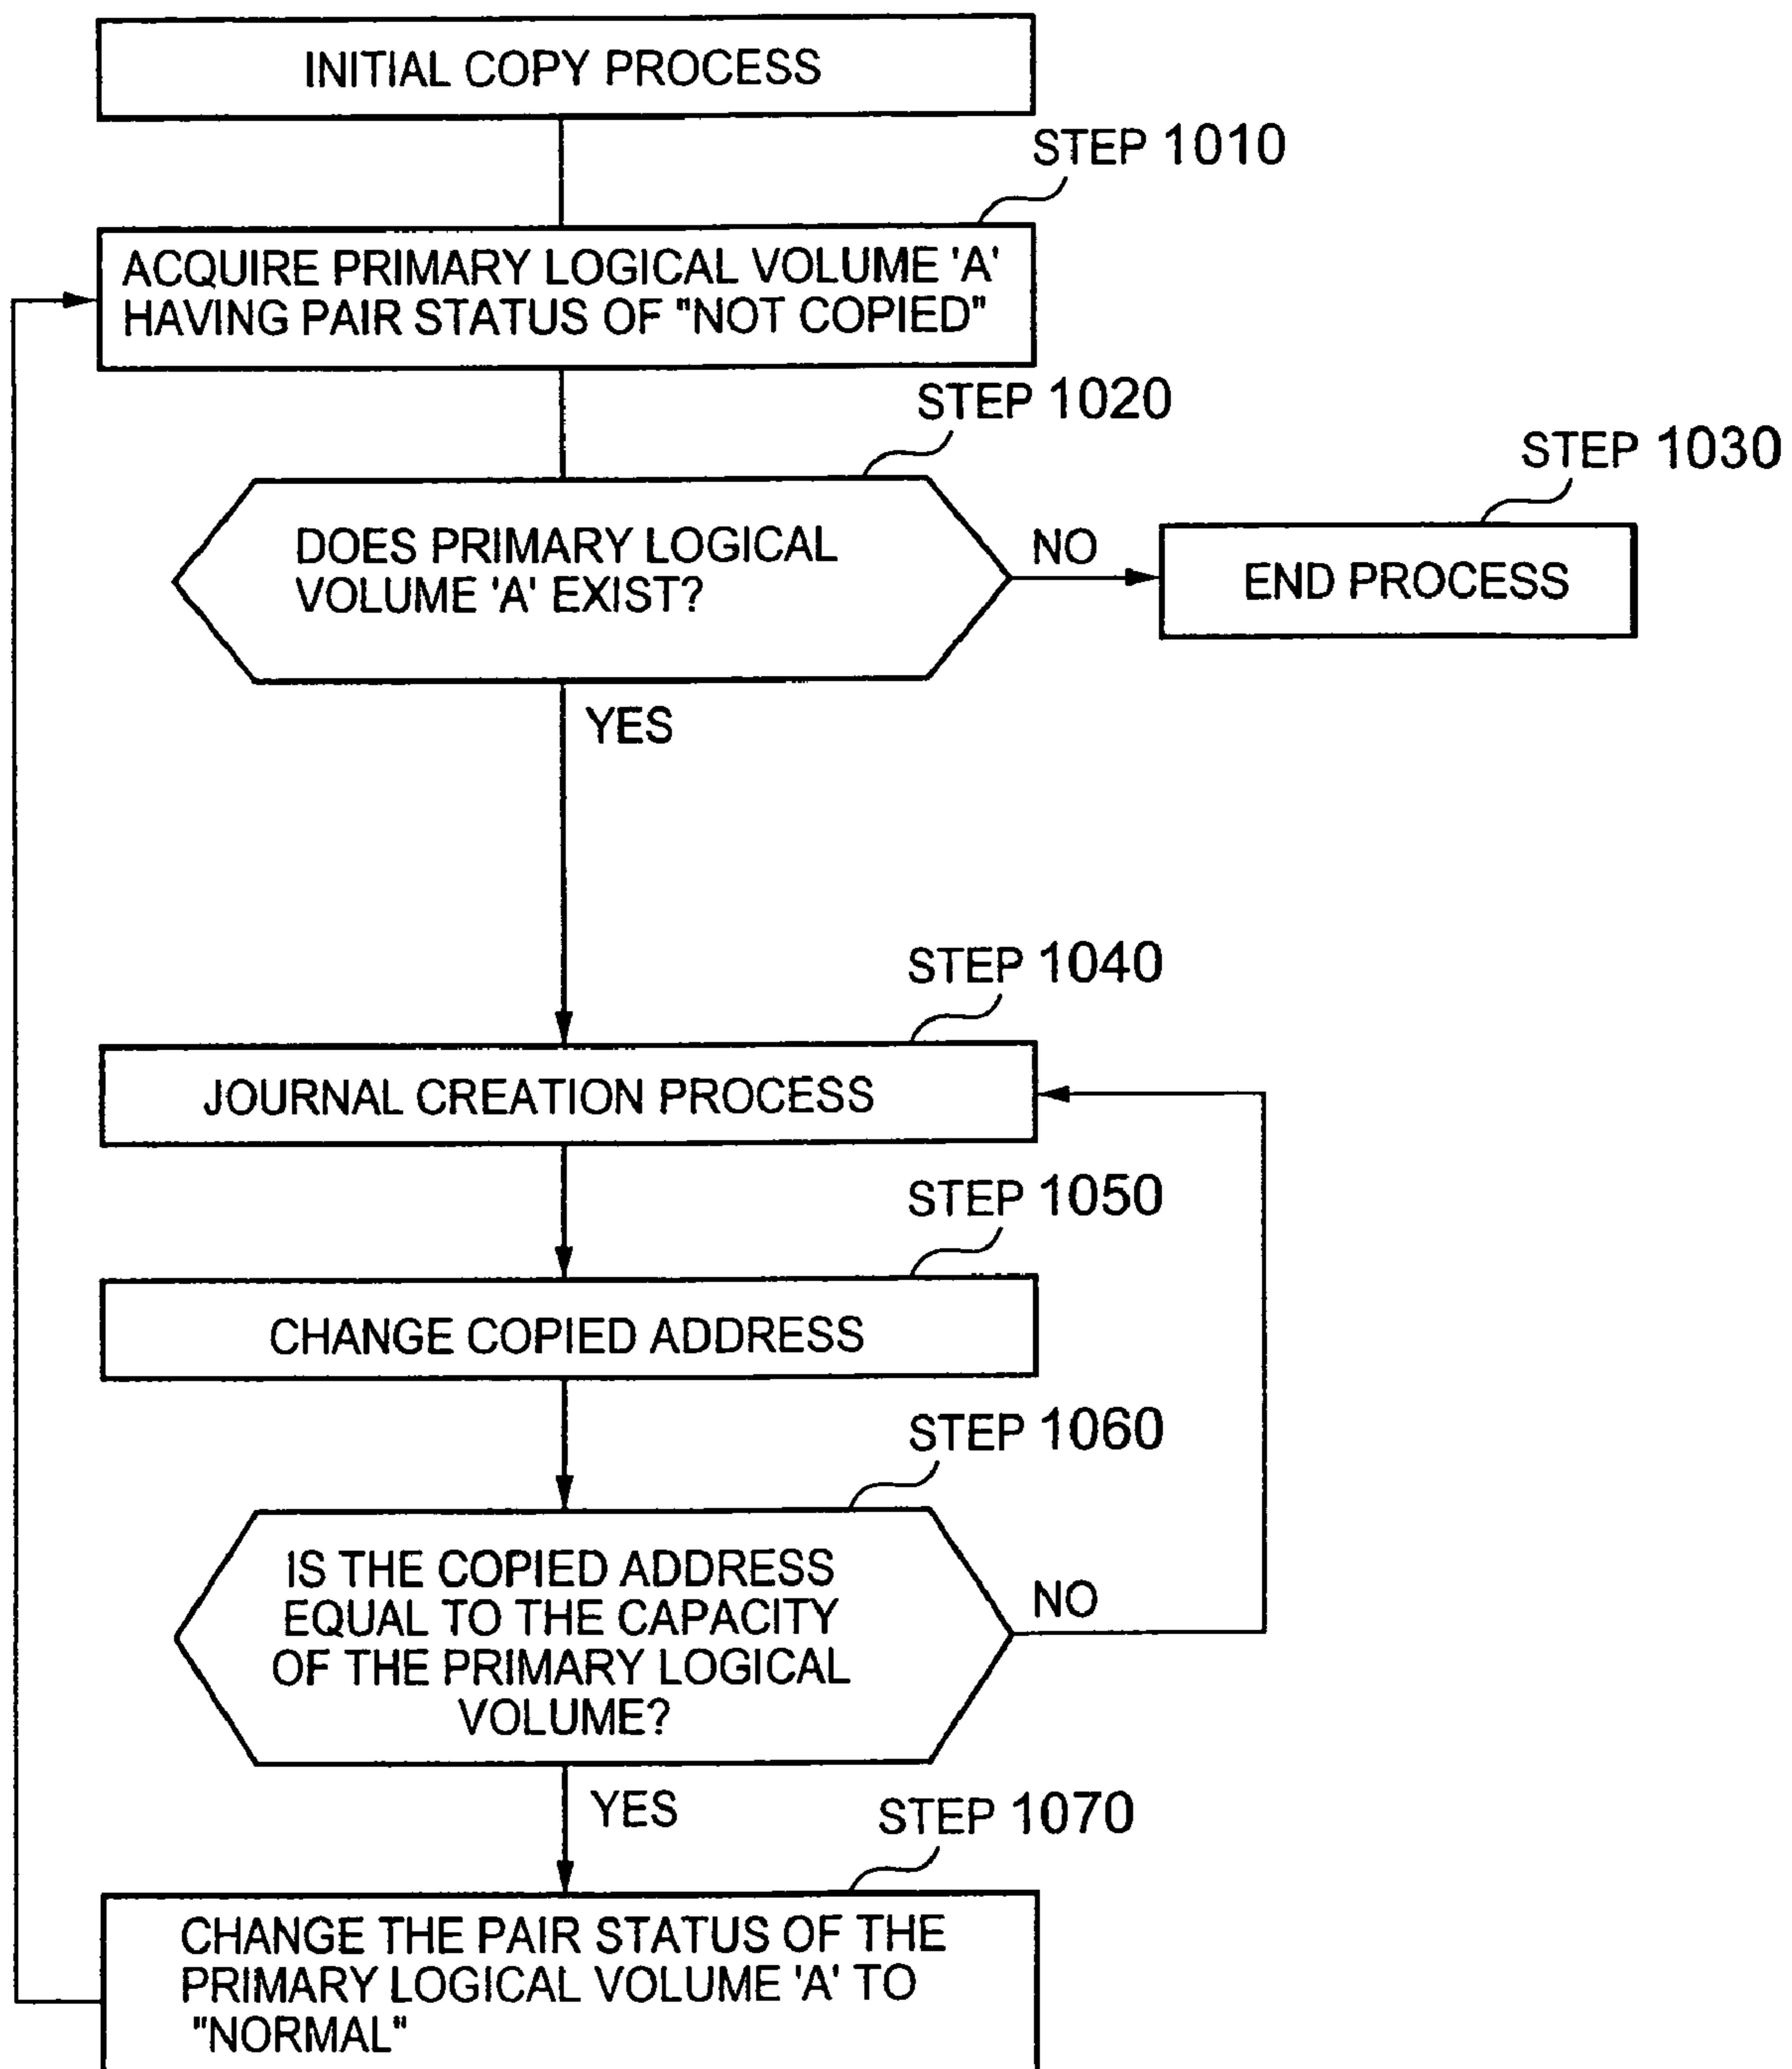 INITIAL COPY PROCESS
STEP 1010
ACQUIRE PRIMARY LOGICAL VOLUME 'A'
HAVING PAIR STATUS OF "NOT COPIED"
STEP 1020
STEP 1030
DOES PRIMARY LOGICAL
VOLUME 'A' EXIST?
NO
END PROCESS
YES
STEP 1040
JOURNAL CREATION PROCESS
STEP 1050
CHANGE COPIED ADDRESS
STEP 1060
IS THE COPIED ADDRESS
EQUAL TO THE CAPACITY
OF THE PRIMARY LOGICAL
VOLUME?
NO
YES
STEP 1070
CHANGE THE PAIR STATUS OF THE
PRIMARY LOGICAL VOLUME 'A' TO
"NORMAL"